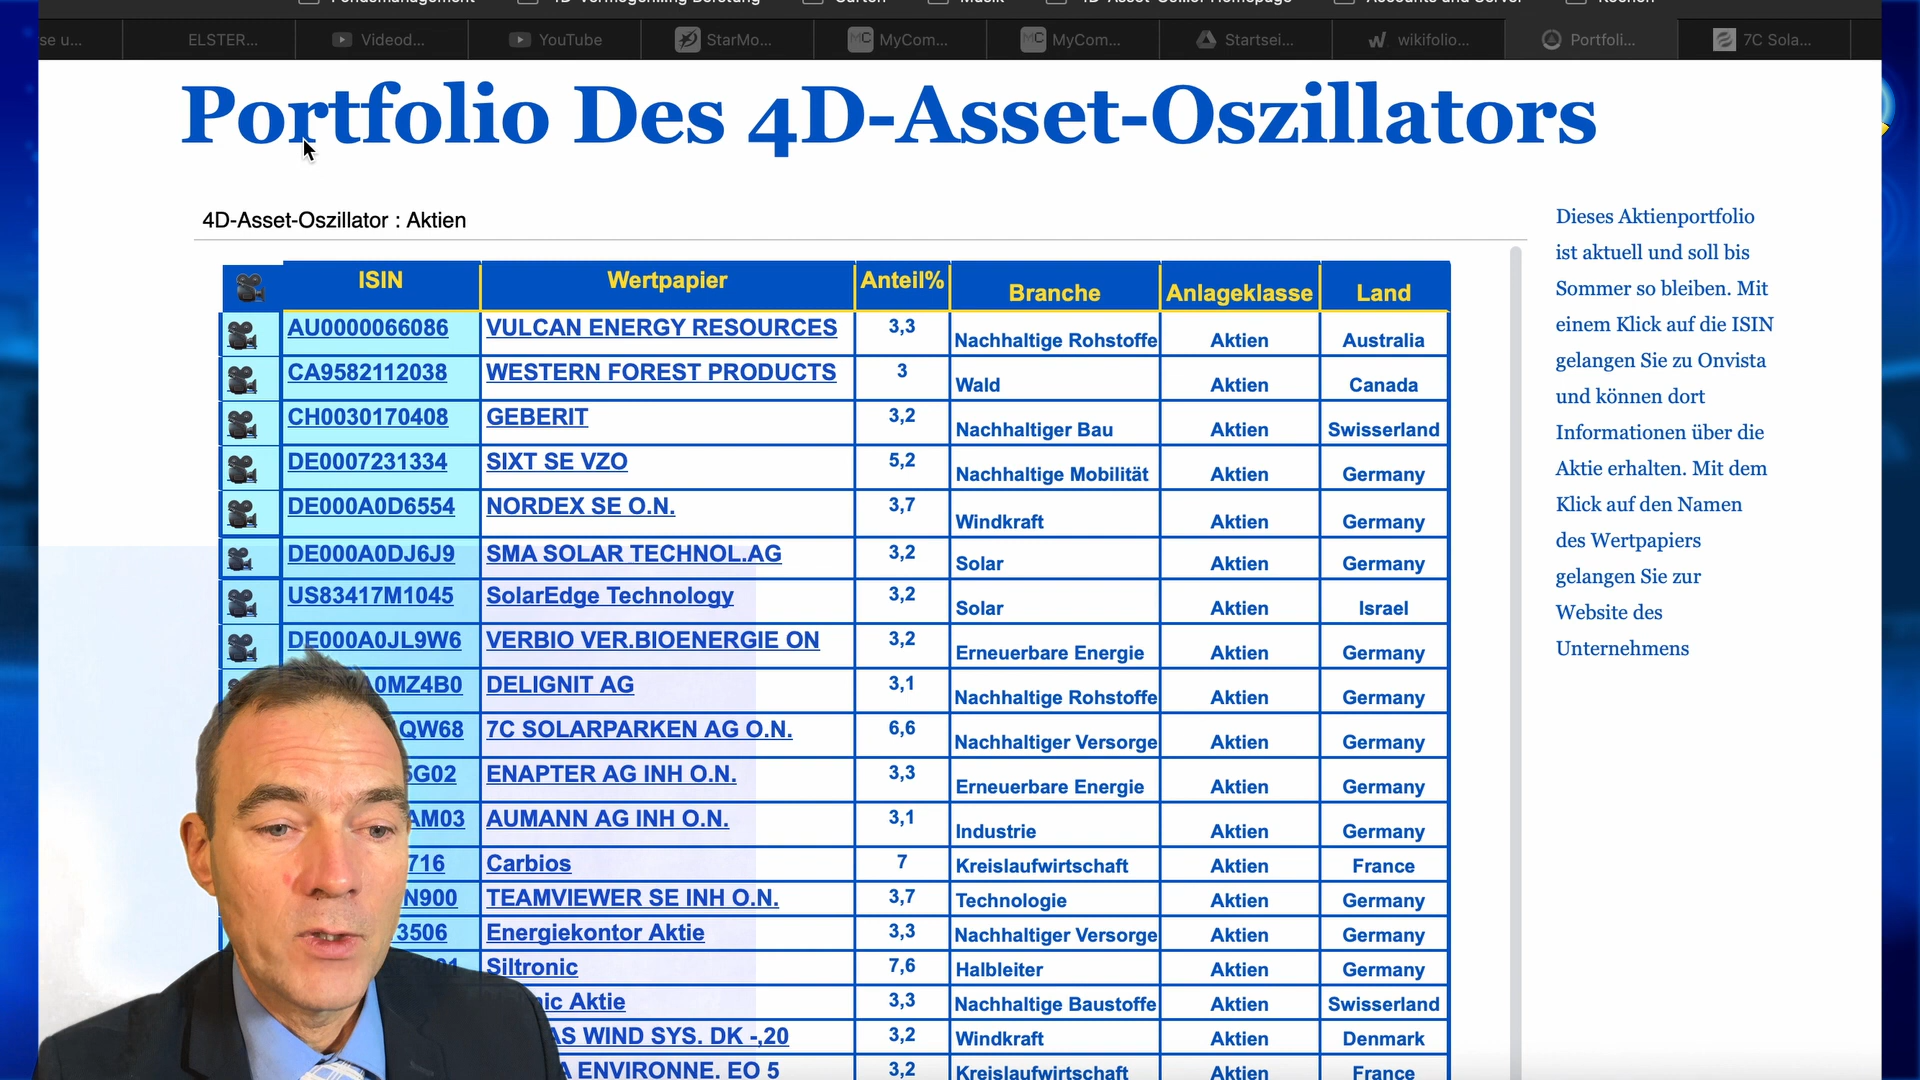 se u...
ELSTER...
Videod...
YouTube
StarMo...
MyCom...
MyCom...
Startsei...
wikifolio...
Portfoli...
7C Sola...
Portfolio Des 4D-Asset-Oszillators
4D-Asset-Oszillator : Aktien
ISIN Wertpapier Anteil% Branche Anlageklasse Land
AU0000066086 VULCAN ENERGY RESOURCES 3,3 Nachhaltige Rohstoffe Aktien Australia
CA9582112038 WESTERN FOREST PRODUCTS 3 Wald Aktien Canada
CH0030170408 GEBERIT 3,2 Nachhaltiger Bau Aktien Swisserland
DE0007231334 SIXT SE VZO 5,2 Nachhaltige Mobilität Aktien Germany
DE000A0D6554 NORDEX SE O.N. 3,7 Windkraft Aktien Germany
DE000A0DJ6J9 SMA SOLAR TECHNOL.AG 3,2 Solar Aktien Germany
US83417M1045 SolarEdge Technology 3,2 Solar Aktien Israel
DE000A0JL9W6 VERBIO VER.BIOENERGIE ON 3,2 Erneuerbare Energie Aktien Germany
0MZ4B0 DELIGNIT AG 3,1 Nachhaltige Rohstoffe Aktien Germany
QW68 7C SOLARPARKEN AG O.N. 6,6 Nachhaltiger Versorge Aktien Germany
G02 ENAPTER AG INH O.N. 3,3 Erneuerbare Energie Aktien Germany
AM03 AUMANN AG INH O.N. 3,1 Industrie Aktien Germany
716 Carbios 7 Kreislaufwirtschaft Aktien France
N900 TEAMVIEWER SE INH O.N. 3,7 Technologie Aktien Germany
3506 Energiekontor Aktie 3,3 Nachhaltiger Versorge Aktien Germany
Siltronic 7,6 Halbleiter Aktien Germany
nic Aktie 3,3 Nachhaltige Baustoffe Aktien Swisserland
AS WIND SYS. DK -,20 3,2 Windkraft Aktien Denmark
A ENVIRONNE. EO 5 3,2 Kreislaufwirtschaft Aktien France
Dieses Aktienportfolio
ist aktuell und soll bis
Sommer so bleiben. Mit
einem Klick auf die ISIN
gelangen Sie zu Onvista
und können dort
Informationen über die
Aktie erhalten. Mit dem
Klick auf den Namen
des Wertpapiers
gelangen Sie zur
Website des
Unternehmens